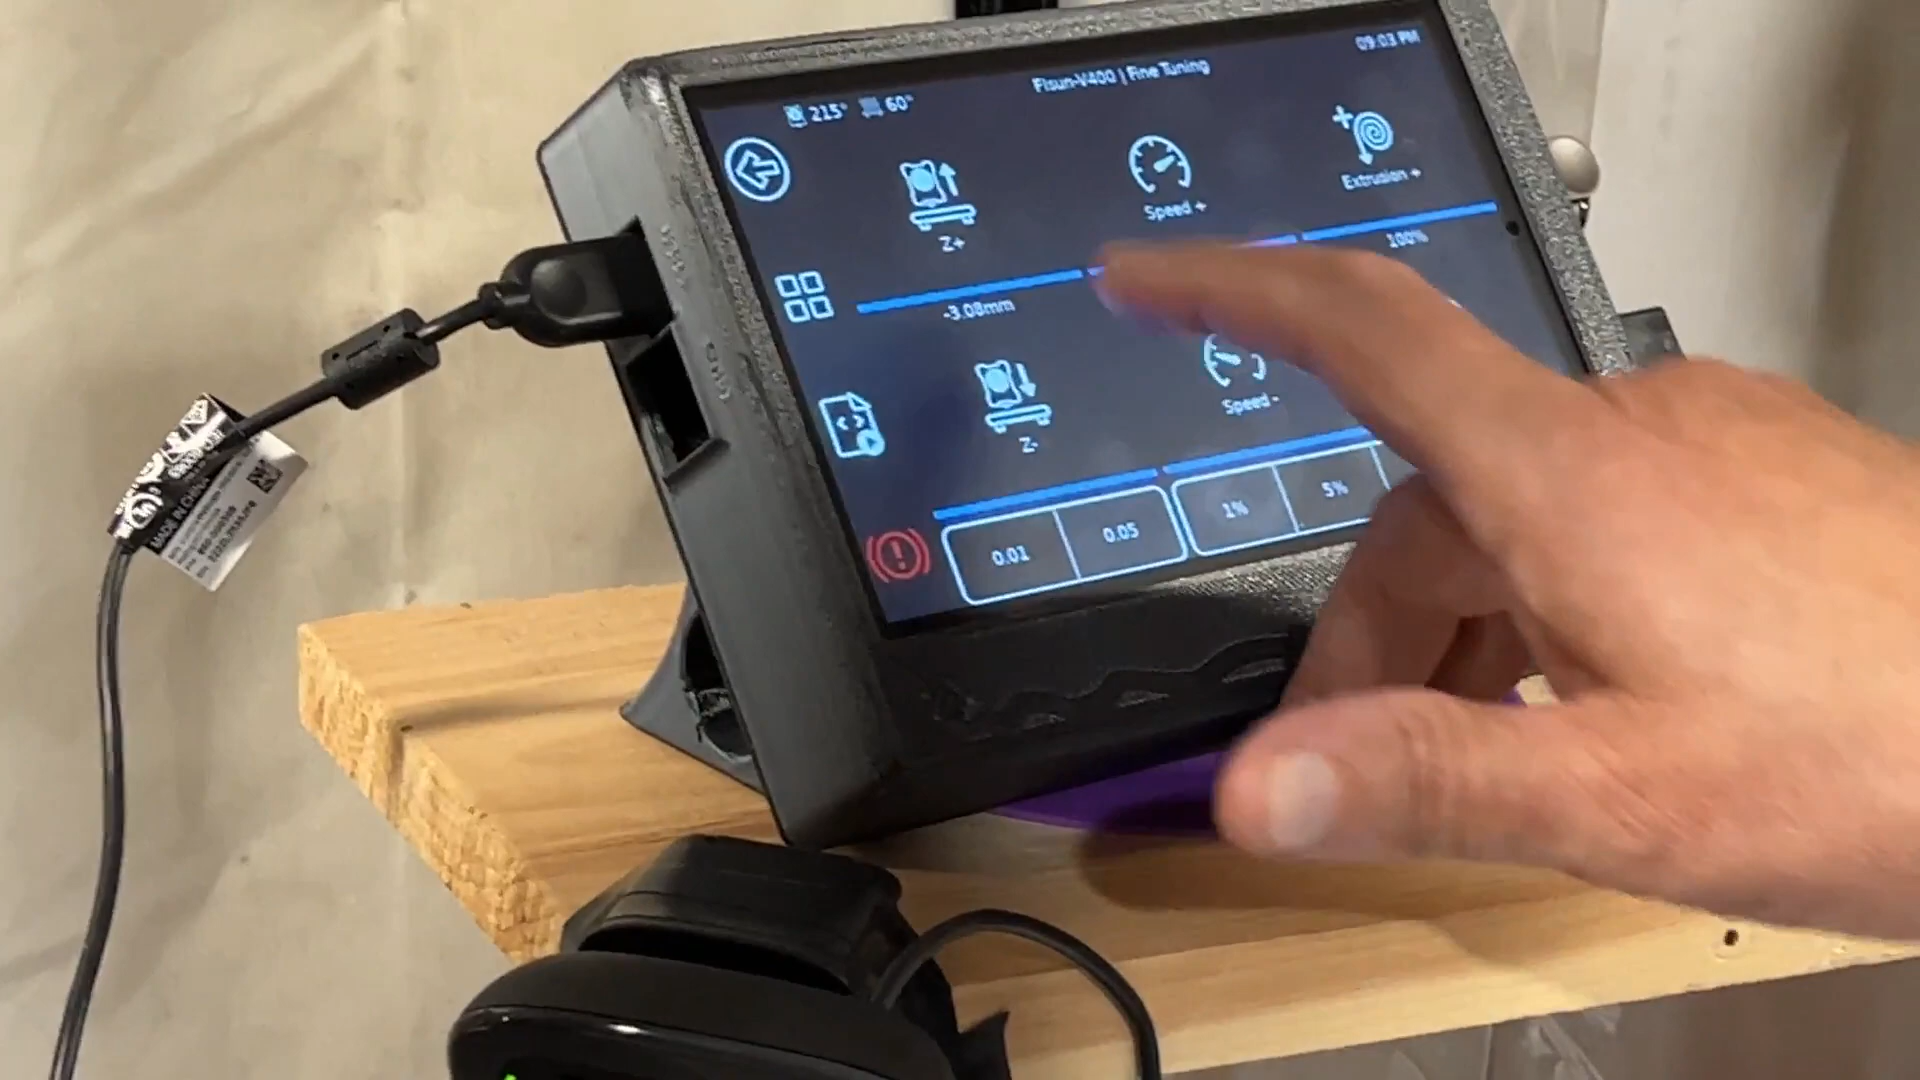 09:03 PM
Flsun-V400 | Fine Tuning
215° 60°
Z+
Speed +
Extrusion +
-3.08mm
100%
Z-
Speed -
0.01
0.05
1%
5%
MADE IN CHINA